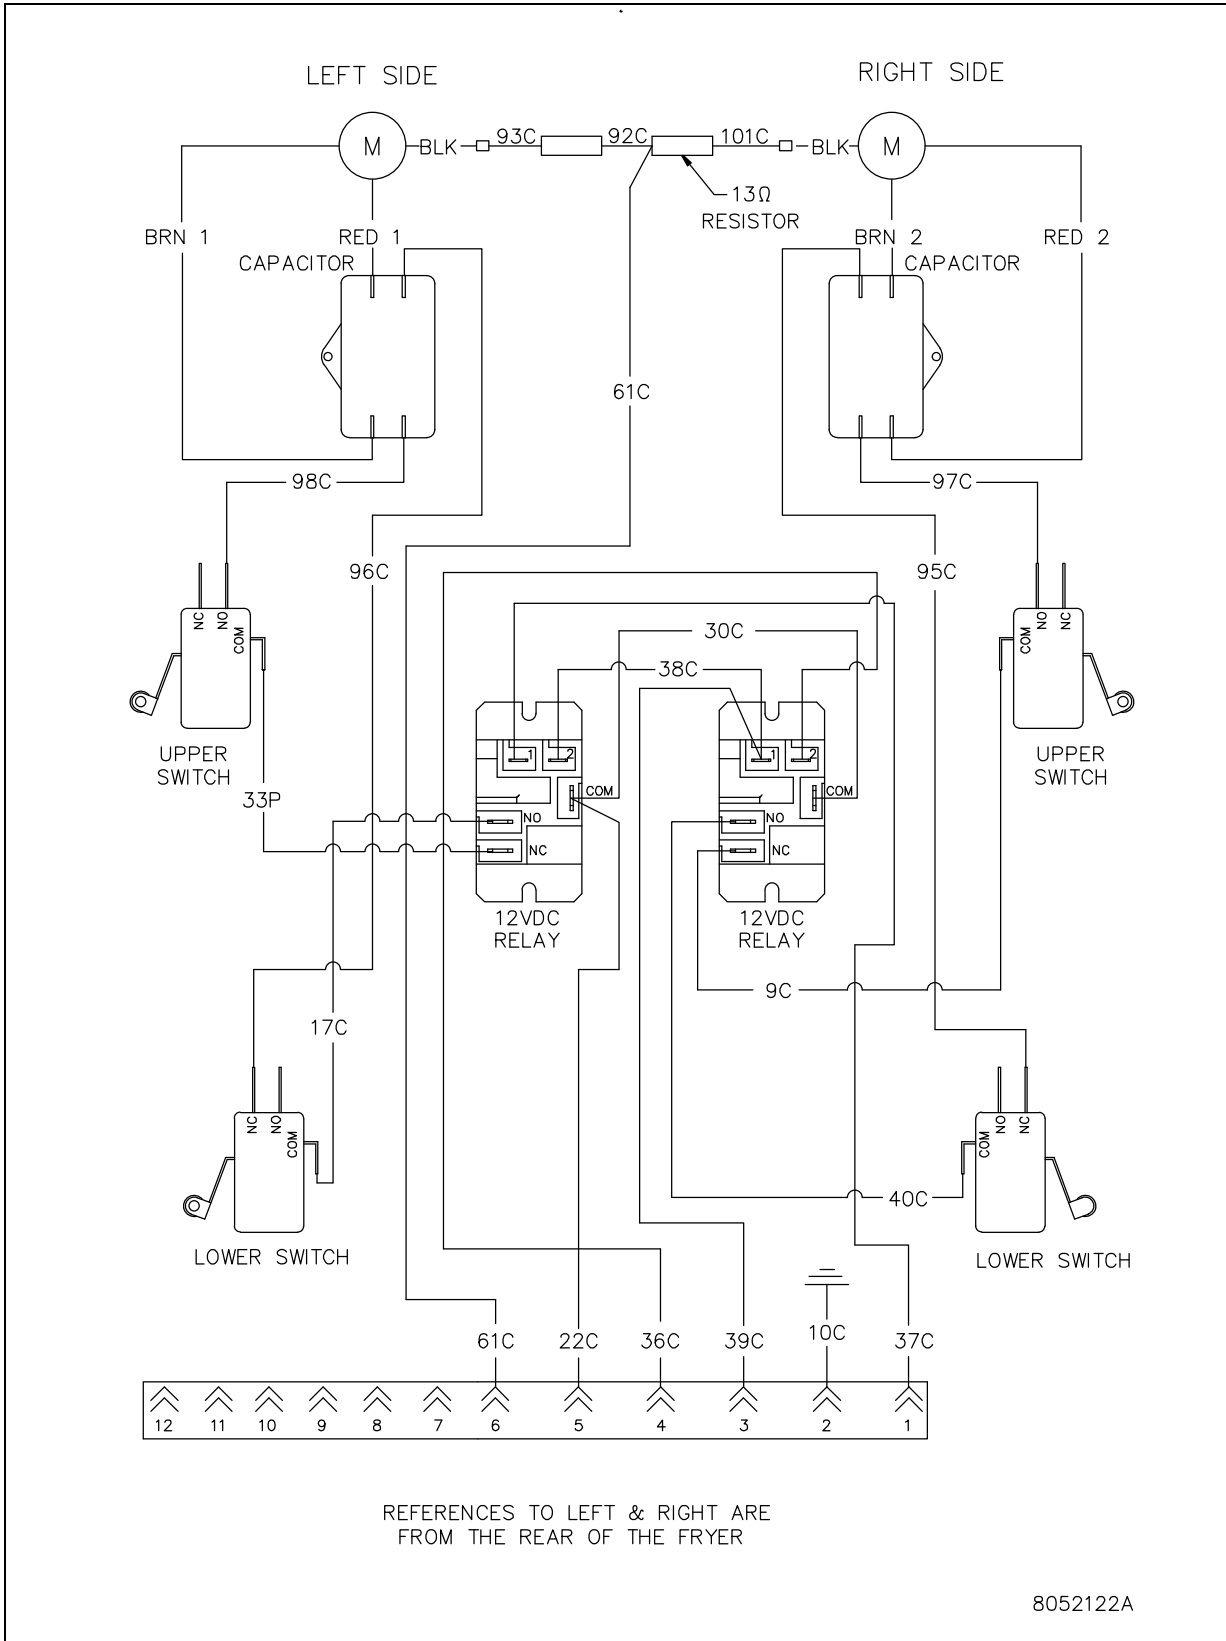 LEFT SIDE
RIGHT SIDE
M
BLK
93C
92C
101C
BLK
M
13Ω
RESISTOR
BRN 1
RED 1
BRN 2
RED 2
CAPACITOR
CAPACITOR
61C
98C
97C
96C
95C
NC
NO
COM
COM
NO
NC
30C
38C
UPPER
SWITCH
UPPER
SWITCH
1
2
1
2
COM
COM
33P
NO
NO
NC
NC
12VDC
RELAY
12VDC
RELAY
9C
17C
NC
NO
COM
COM
NO
NC
40C
LOWER SWITCH
LOWER SWITCH
61C
22C
36C
39C
10C
37C
12
11
10
9
8
7
6
5
4
3
2
1
REFERENCES TO LEFT & RIGHT ARE
FROM THE REAR OF THE FRYER
8052122A